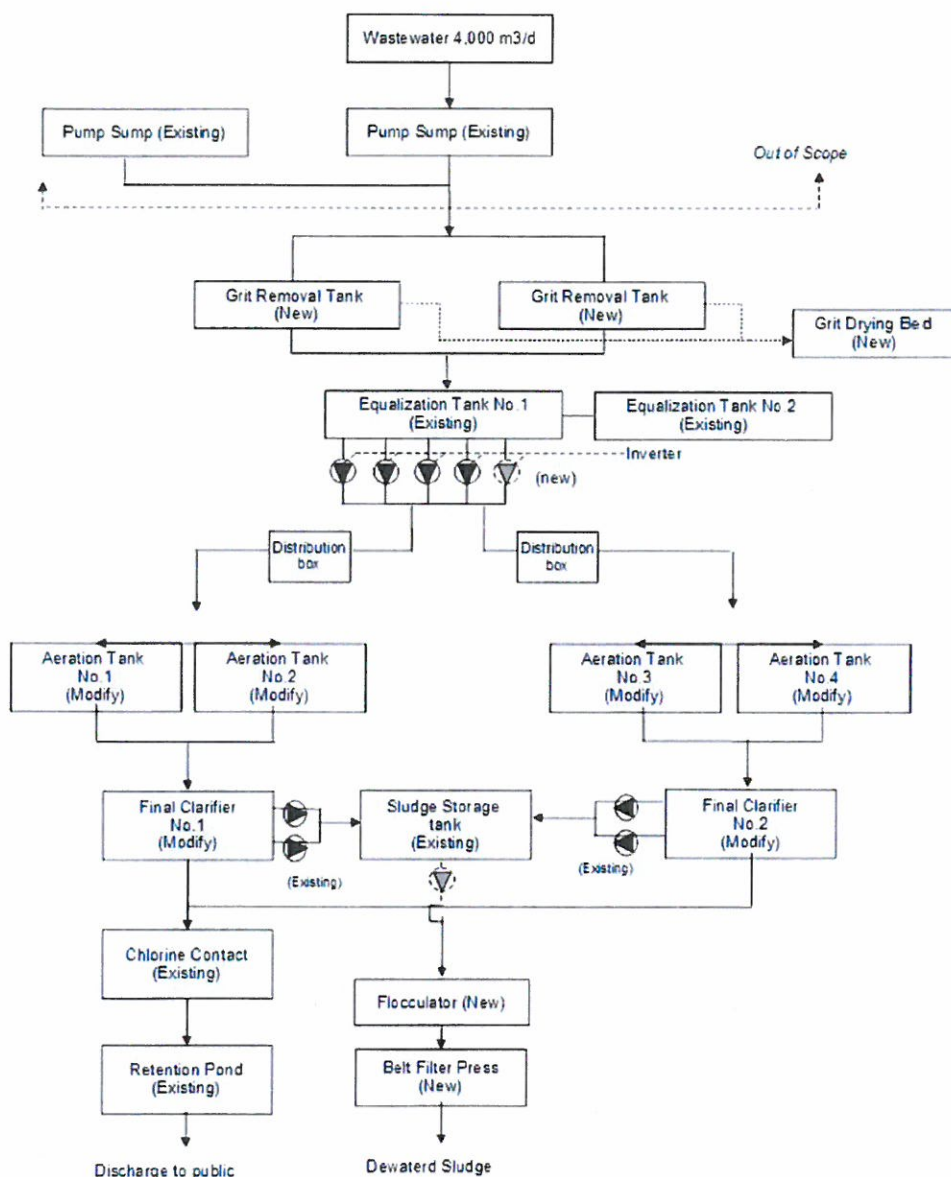 Wastewater 4,000 m3/d
Pump Sump (Existing)
Pump Sump (Existing)
Out of Scope
Grit Removal Tank
(New)
Grit Removal Tank
(New)
Grit Drying Bed
(New)
Equalization Tank No.1
(Existing)
Equalization Tank No.2
(Existing)
Inverter
(new)
Distribution
box
Distribution
box
Aeration Tank
No.1
(Modify)
Aeration Tank
No.2
(Modify)
Aeration Tank
No.3
(Modify)
Aeration Tank
No.4
(Modify)
Final Clarifier
No.1
(Modify)
(Existing)
Sludge Storage
tank
(Existing)
(Existing)
Final Clarifier
No.2
(Modify)
Chlorine Contact
(Existing)
Flocculator (New)
Retention Pond
(Existing)
Belt Filter Press
(New)
Discharge to public
Dewaterd Sludge